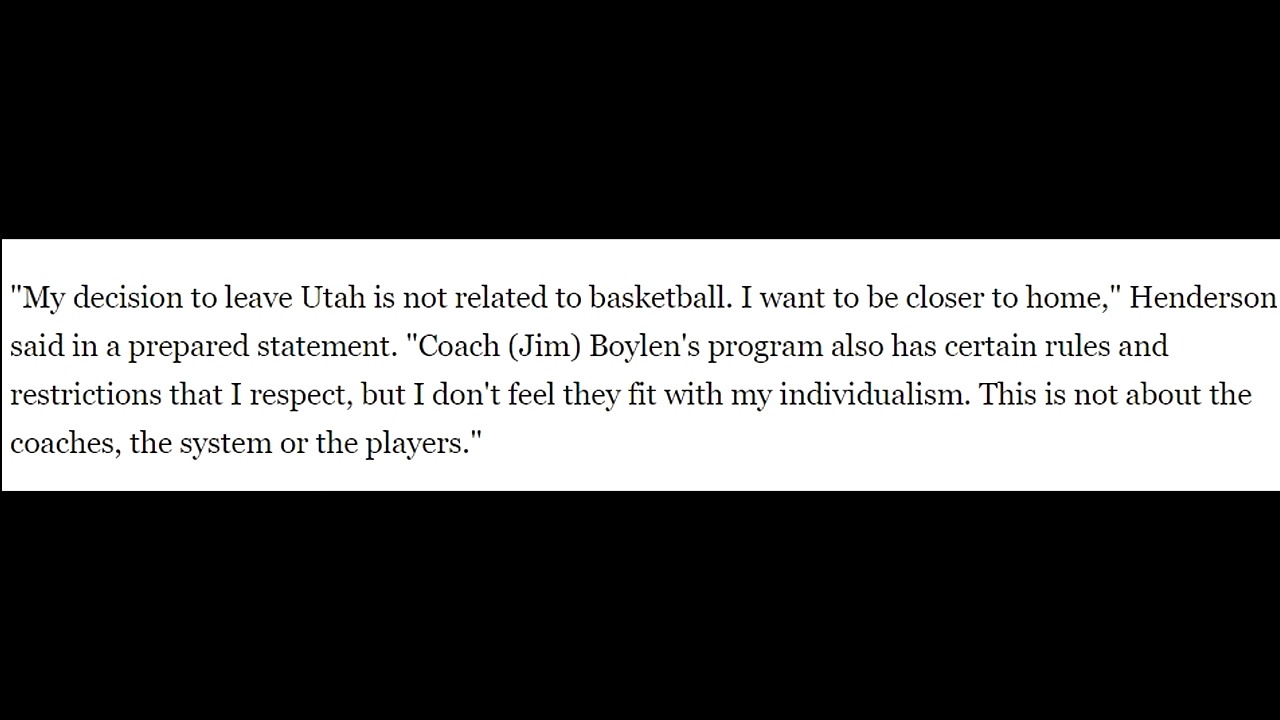 "My decision to leave Utah is not related to basketball. I want to be closer to home," Henderson
said in a prepared statement. "Coach (Jim) Boylen's program also has certain rules and
restrictions that I respect, but I don't feel they fit with my individualism. This is not about the
coaches, the system or the players."